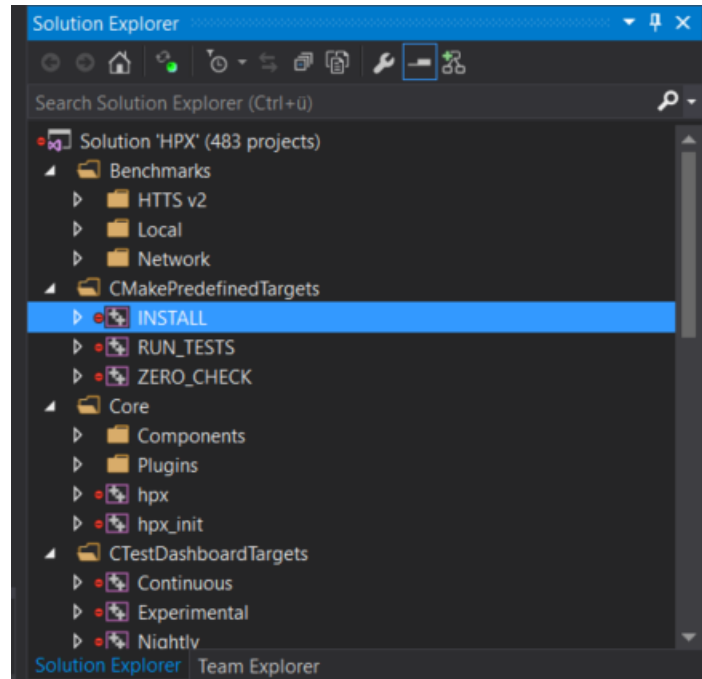 Solution Explorer
Search Solution Explorer (Ctrl+ü)
Solution 'HPX' (483 projects)
Benchmarks
HTTS v2
Local
Network
CMakePredefinedTargets
INSTALL
RUN_TESTS
ZERO_CHECK
Core
Components
Plugins
hpx
hpx_init
CTestDashboardTargets
Continuous
Experimental
Nightly
Solution Explorer Team Explorer